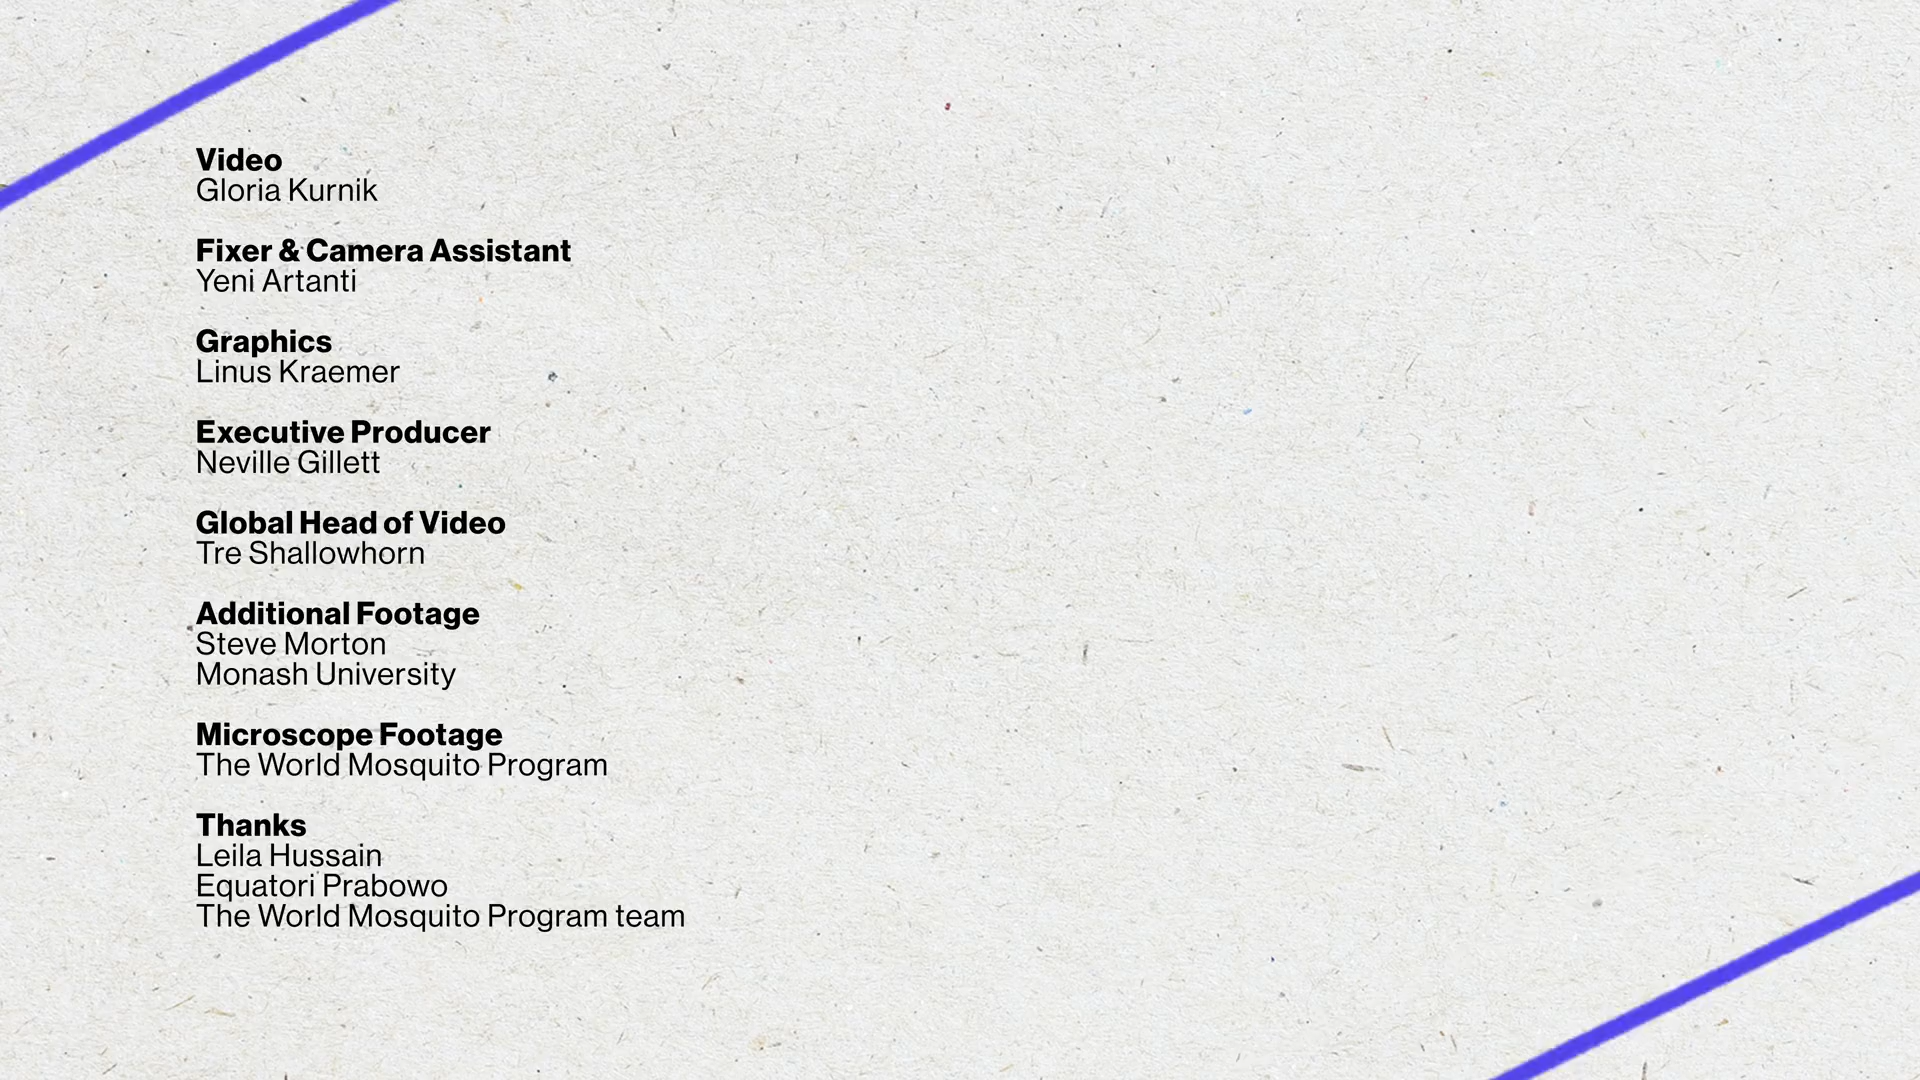 Video
Gloria Kurnik
Fixer & Camera Assistant
Yeni Artanti
Graphics
Linus Kraemer
Executive Producer
Neville Gillett
Global Head of Video
Tre Shallowhorn
Additional Footage
Steve Morton
Monash University
Microscope Footage
The World Mosquito Program
Thanks
Leila Hussain
Equatori Prabowo
The World Mosquito Program team